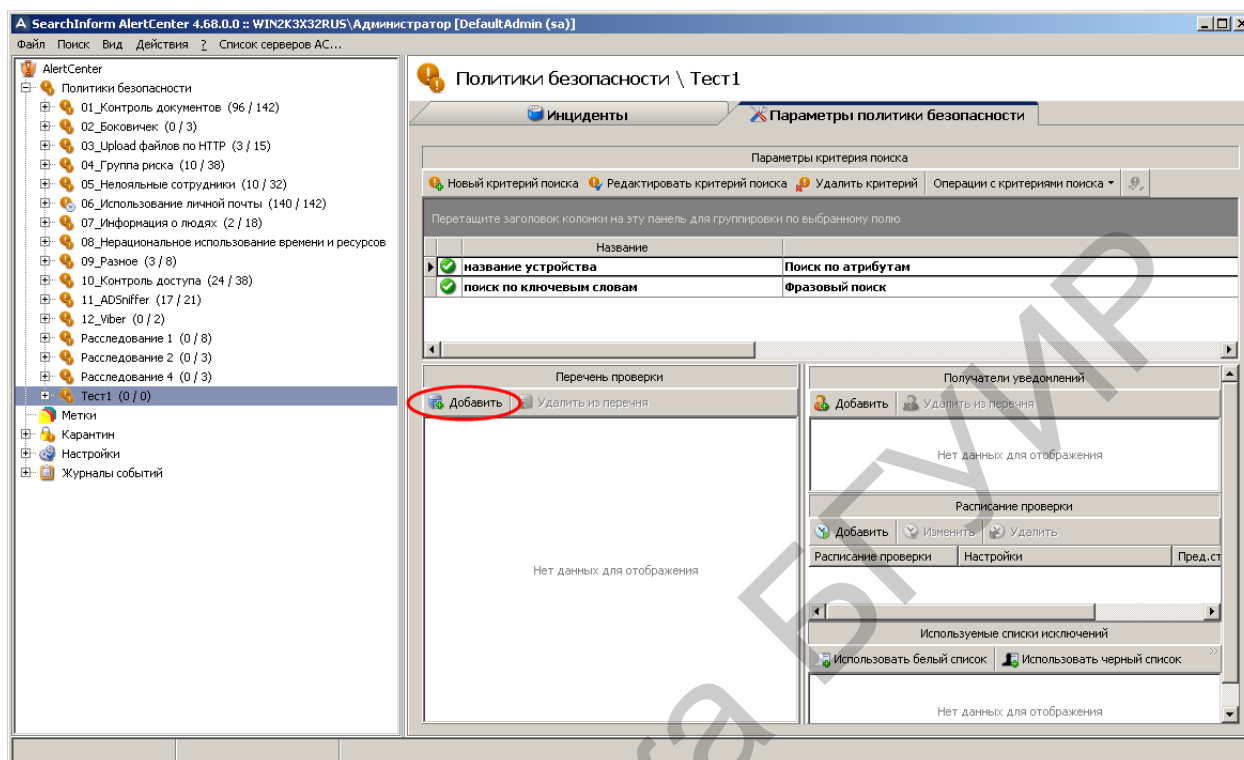 SearchInform AlertCenter 4.68.0.0 :: WIN2K3X32RUS\Администратор [DefaultAdmin (sa)]
Файл Поиск Вид Действия ? Список серверов АС...
AlertCenter
Политики безопасности
01_Контроль документов (96 / 142)
02_Боковичек (0 / 3)
03_Upload файлов по HTTP (3 / 15)
04_Группа риска (10 / 38)
05_Нелояльные сотрудники (10 / 32)
06_Использование личной почты (140 / 142)
07_Информация о людях (2 / 18)
08_Нерациональное использование времени и ресурсов
09_Разное (3 / 8)
10_Контроль доступа (24 / 38)
11_ADSniffer (17 / 21)
12_Viber (0 / 2)
Расследование 1 (0 / 8)
Расследование 2 (0 / 3)
Расследование 4 (0 / 3)
Тест1 (0 / 0)
Метки
Карантин
Настройки
Журналы событий
Политики безопасности \ Тест1
Инциденты Параметры политики безопасности
Параметры критерия поиска
Новый критерий поиска Редактировать критерий поиска Удалить критерий Операции с критериями поиска
Перетащите заголовок колонки на эту панель для группировки по выбранному полю
Название
название устройства Поиск по атрибутам
поиск по ключевым словам Фразовый поиск
Перечень проверки
Добавить Удалить из перечня
Нет данных для отображения
Получатели уведомлений
Добавить Удалить из перечня
Нет данных для отображения
Расписание проверки
Добавить Изменить Удалить
Расписание проверки Настройки Пред.ст
Используемые списки исключений
Использовать белый список Использовать черный список
Нет данных для отображения
БГУИР